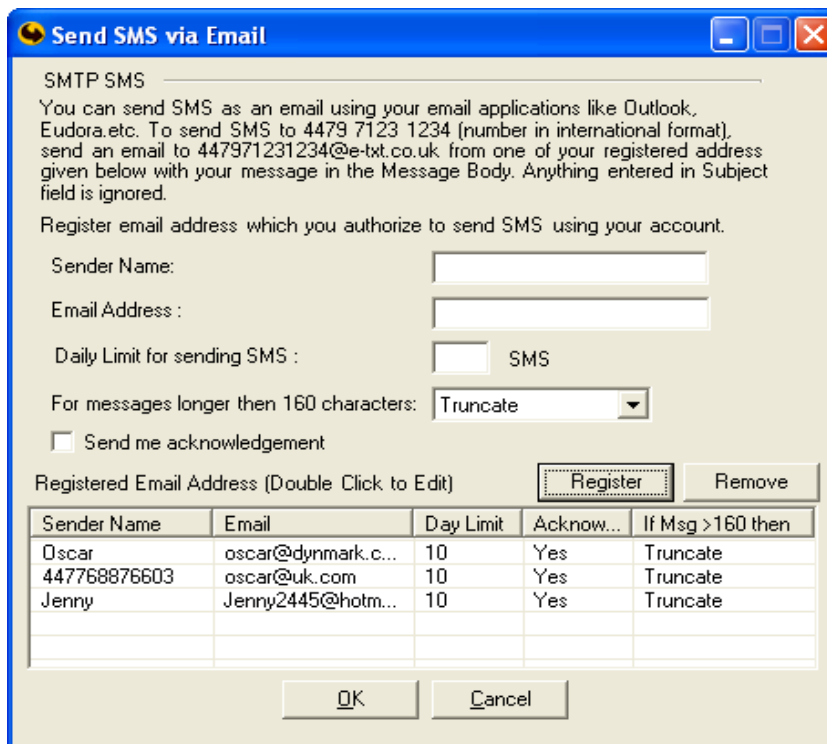 Send SMS via Email
SMTP SMS
You can send SMS as an email using your email applications like Outlook,
Eudora.etc. To send SMS to 4479 7123 1234 (number in international format),
send an email to 447971231234@e-txt.co.uk from one of your registered address
given below with your message in the Message Body. Anything entered in Subject
field is ignored.
Register email address which you authorize to send SMS using your account.
Sender Name:
Email Address :
Daily Limit for sending SMS : SMS
For messages longer then 160 characters: Truncate
Send me acknowledgement
Registered Email Address (Double Click to Edit) Register Remove
Sender Name Email Day Limit Acknow... If Msg >160 then
Oscar oscar@dynmark.c... 10 Yes Truncate
447768876603 oscar@uk.com 10 Yes Truncate
Jenny Jenny2445@hotm... 10 Yes Truncate
OK Cancel